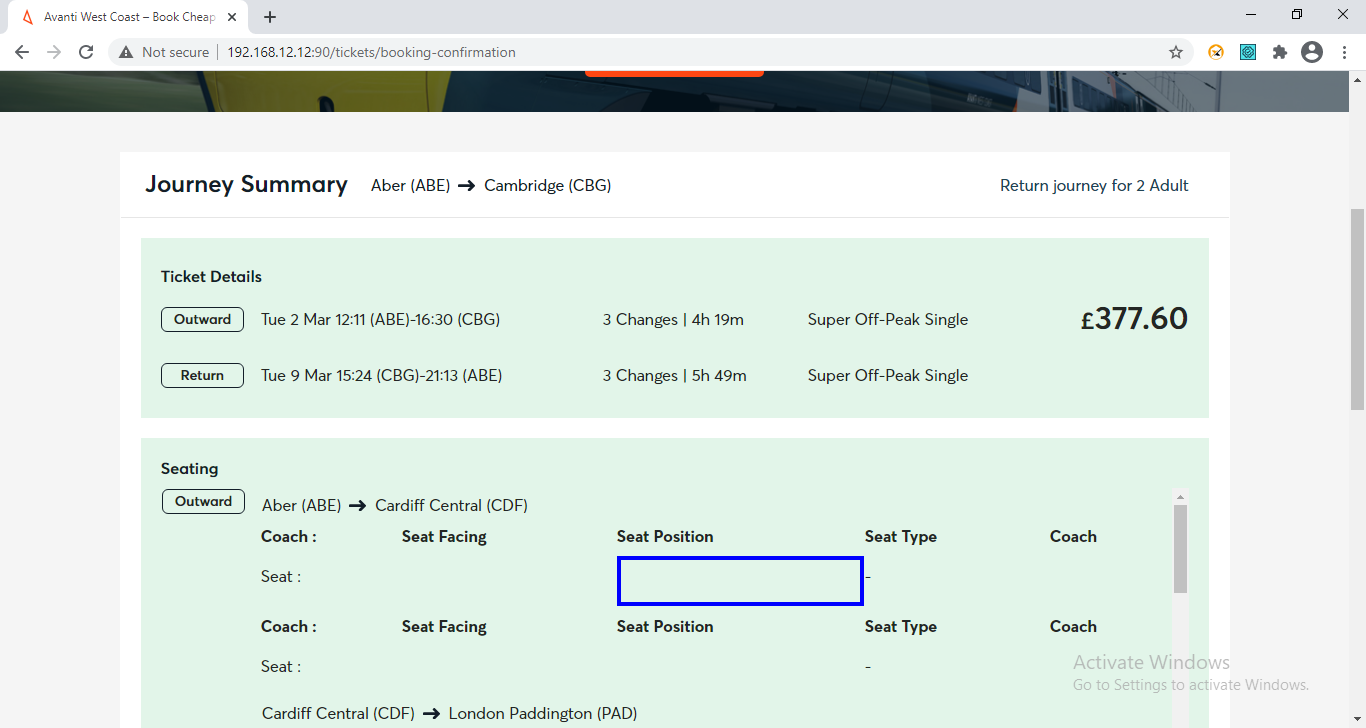 Avanti West Coast – Book Cheap
Not secure
192.168.12.12:90/tickets/booking-confirmation
Journey Summary Aber (ABE) → Cambridge (CBG) Return journey for 2 Adult
Ticket Details
Outward Tue 2 Mar 12:11 (ABE)-16:30 (CBG) 3 Changes | 4h 19m Super Off-Peak Single £377.60
Return Tue 9 Mar 15:24 (CBG)-21:13 (ABE) 3 Changes | 5h 49m Super Off-Peak Single
Seating
Outward Aber (ABE) → Cardiff Central (CDF)
Coach : Seat Facing Seat Position Seat Type Coach
Seat : -
Coach : Seat Facing Seat Position Seat Type Coach
Seat : -
Activate Windows
Go to Settings to activate Windows.
Cardiff Central (CDF) → London Paddington (PAD)